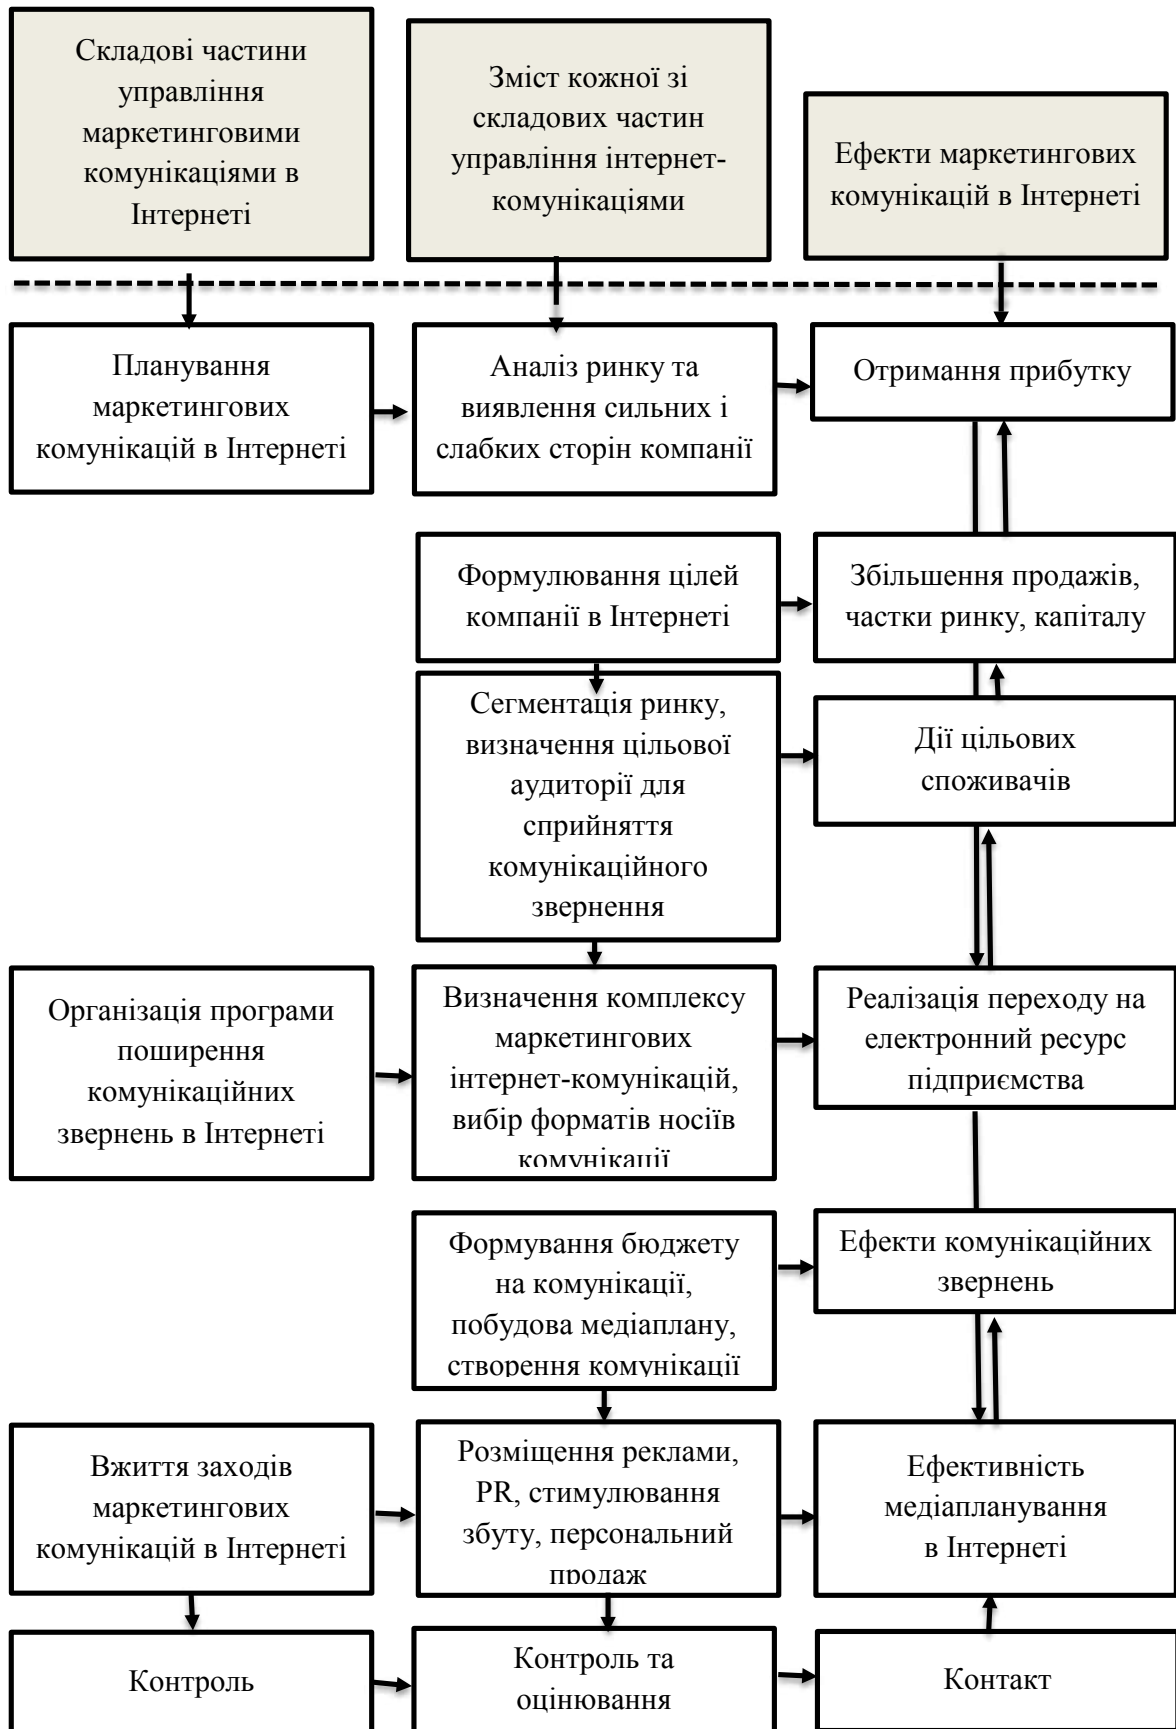 Складові частини
управління
маркетинговими
комунікаціями в
Інтернеті
Зміст кожної зі
складових частин
управління інтернет-
комунікаціями
Ефекти маркетингових
комунікацій в Інтернеті
Планування
маркетингових
комунікацій в Інтернеті
Аналіз ринку та
виявлення сильних і
слабких сторін компанії
Отримання прибутку
Формулювання цілей
компанії в Інтернеті
Збільшення продажів,
частки ринку, капіталу
Сегментація ринку,
визначення цільової
аудиторії для
сприйняття
комунікаційного
звернення
Дії цільових
споживачів
Організація програми
поширення
комунікаційних
звернень в Інтернеті
Визначення комплексу
маркетингових
інтернет-комунікацій,
вибір форматів носіїв
комунікації
Реалізація переходу на
електронний ресурс
підприємства
Формування бюджету
на комунікації,
побудова медіаплану,
створення комунікації
Ефекти комунікаційних
звернень
Вжиття заходів
маркетингових
комунікацій в Інтернеті
Розміщення реклами,
PR, стимулювання
збуту, персональний
продаж
Ефективність
медіапланування
в Інтернеті
Контроль
Контроль та
оцінювання
Контакт